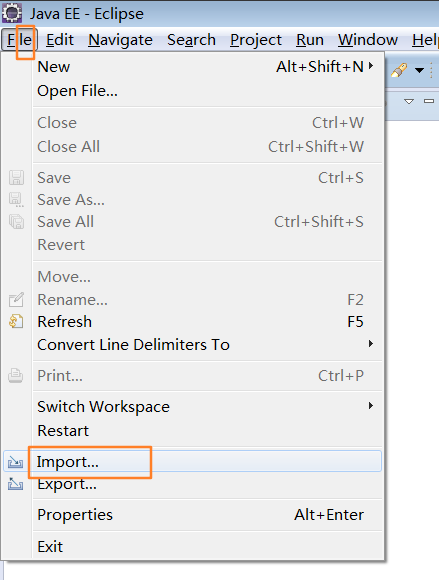 Java EE - Eclipse
File Edit Navigate Search Project Run Window Hel
New Alt+Shift+N
Open File...
Close Ctrl+W
Close All Ctrl+Shift+W
Save Ctrl+S
Save As...
Save All Ctrl+Shift+S
Revert
Move...
Rename... F2
Refresh F5
Convert Line Delimiters To
Print... Ctrl+P
Switch Workspace
Restart
Import...
Export...
Properties Alt+Enter
Exit